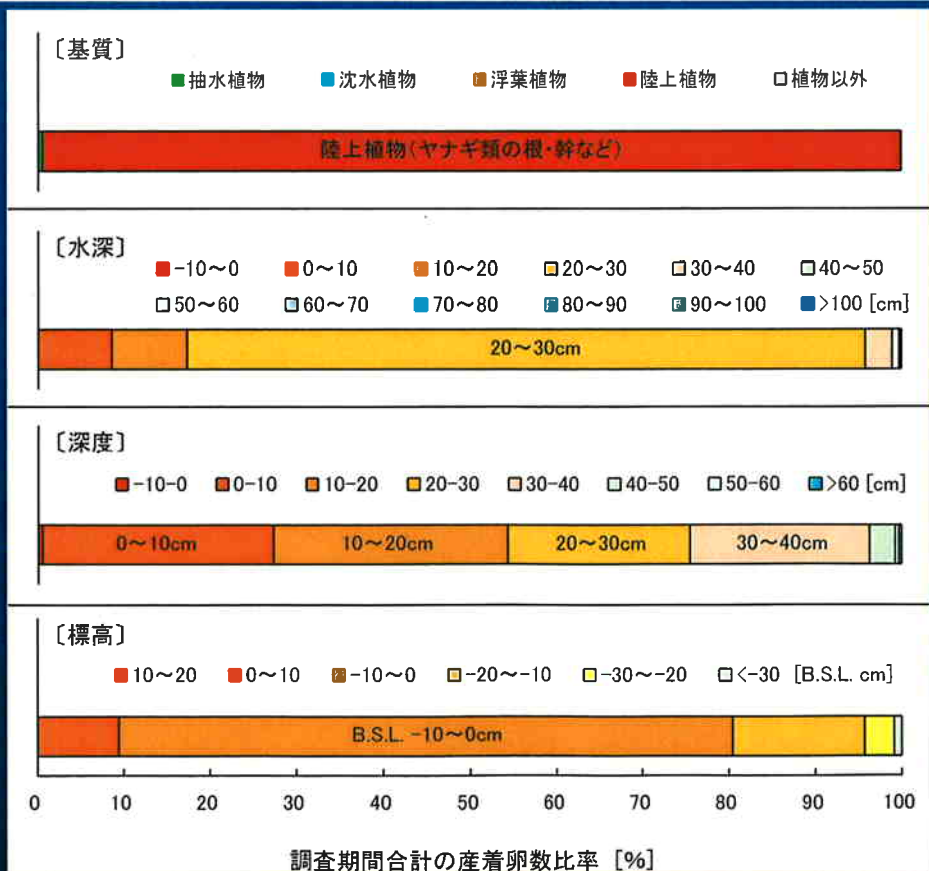 〔基質〕
抽水植物 沈水植物 浮葉植物 陸上植物 植物以外
陸上植物(ヤナギ類の根・幹など)
〔水深〕
-10～0 0～10 10～20 20～30 30～40 40～50
50～60 60～70 70～80 80～90 90～100 >100 [cm]
20～30cm
〔深度〕
-10-0 0-10 10-20 20-30 30-40 40-50 50-60 >60 [cm]
0～10cm 10～20cm 20～30cm 30～40cm
〔標高〕
10～20 0～10 -10～0 -20～-10 -30～-20 <-30 [B.S.L. cm]
B.S.L. -10～0cm
0 10 20 30 40 50 60 70 80 90 100
調査期間合計の産着卵数比率 [%]